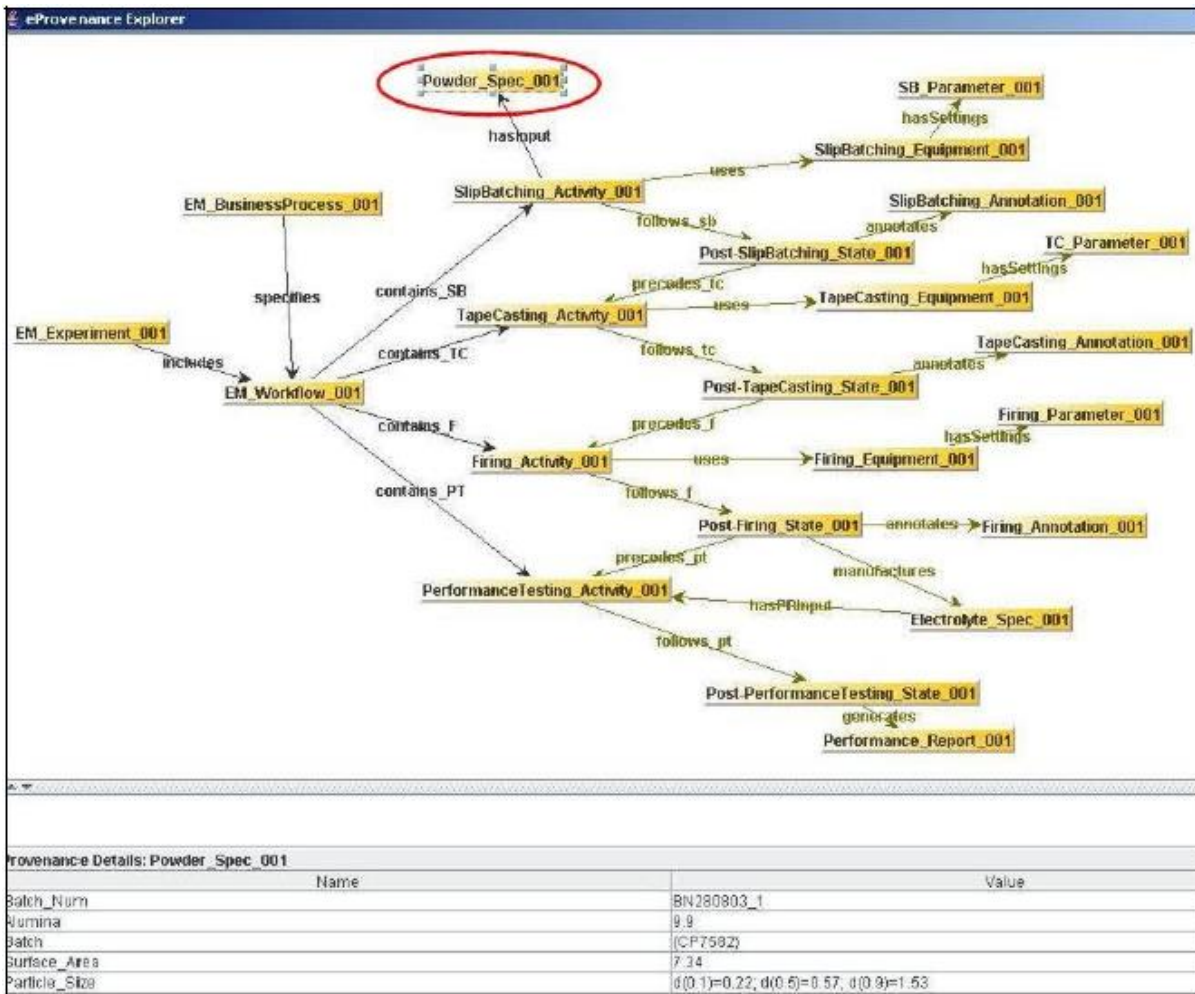 eProvenance Explorer
Powder_Spec_001
SB_Parameter_001
hasSettings
hasInput
SlipBatching_Equipment_001
uses
SlipBatching_Activity_001
EM_BusinessProcess_001
SlipBatching_Annotation_001
follows_sb
annotates
TC_Parameter_001
Post-SlipBatching_State_001
hasSettings
precedes_tc
specifies
contains_SB
uses
TapeCasting_Equipment_001
TapeCasting_Activity_001
EM_Experiment_001
TapeCasting_Annotation_001
includes
contains_TC
follows_tc
annotates
EM_Workflow_001
Post-TapeCasting_State_001
Firing_Parameter_001
contains_F
precedes_f
hasSettings
Firing_Activity_001
uses
Firing_Equipment_001
contains_PT
follows_f
Post-Firing_State_001
annotates
Firing_Annotation_001
precedes_pt
manufactures
PerformanceTesting_Activity_001
hasPRInput
Electrolyte_Spec_001
follows_pt
Post-PerformanceTesting_State_001
generates
Performance_Report_001
Provenance Details: Powder_Spec_001
Name Value
Batch_Num BN280803_1
Alumina 9.9
Batch (CP7582)
Surface_Area 7.34
Particle_Size d(0.1)=0.22; d(0.5)=0.57; d(0.9)=1.53